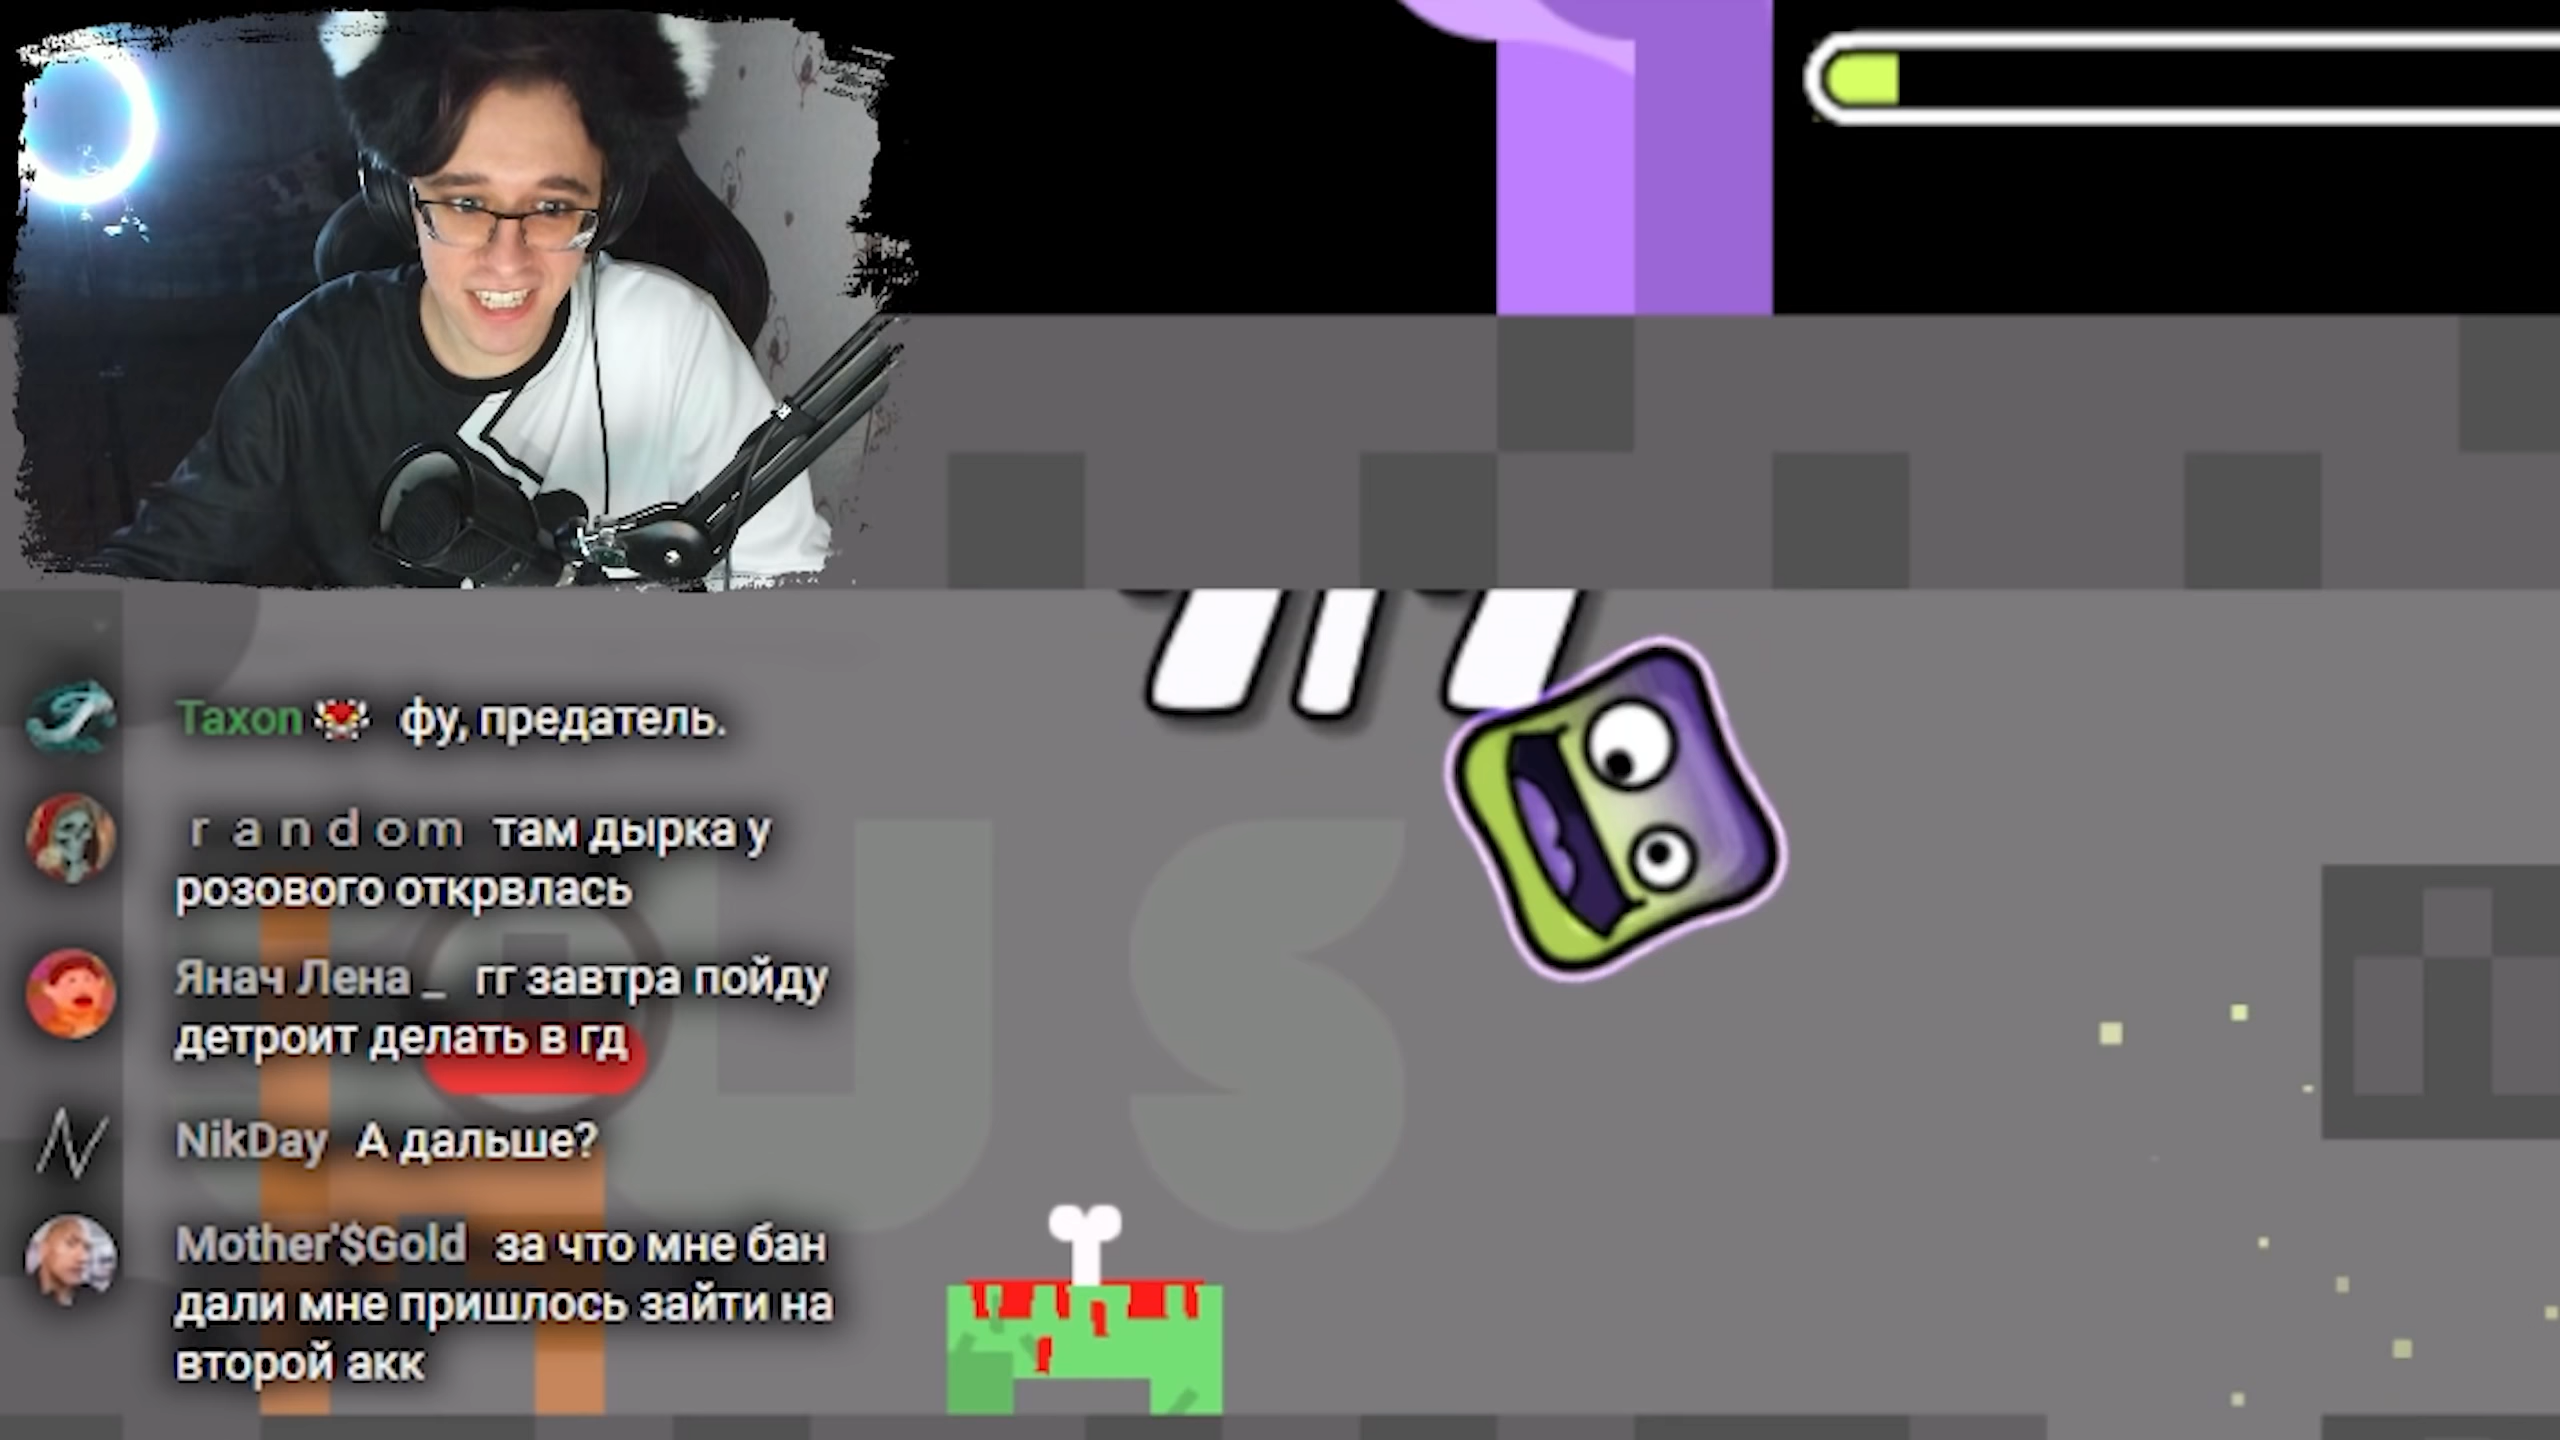 Taxon фу, предатель.
r a n d o m там дырка у
розового открвлась
Янач Лена _ гг завтра пойду
детроит делать в гд
NikDay А дальше?
Mother'$Gold за что мне бан
дали мне пришлось зайти на
второй акк
U S